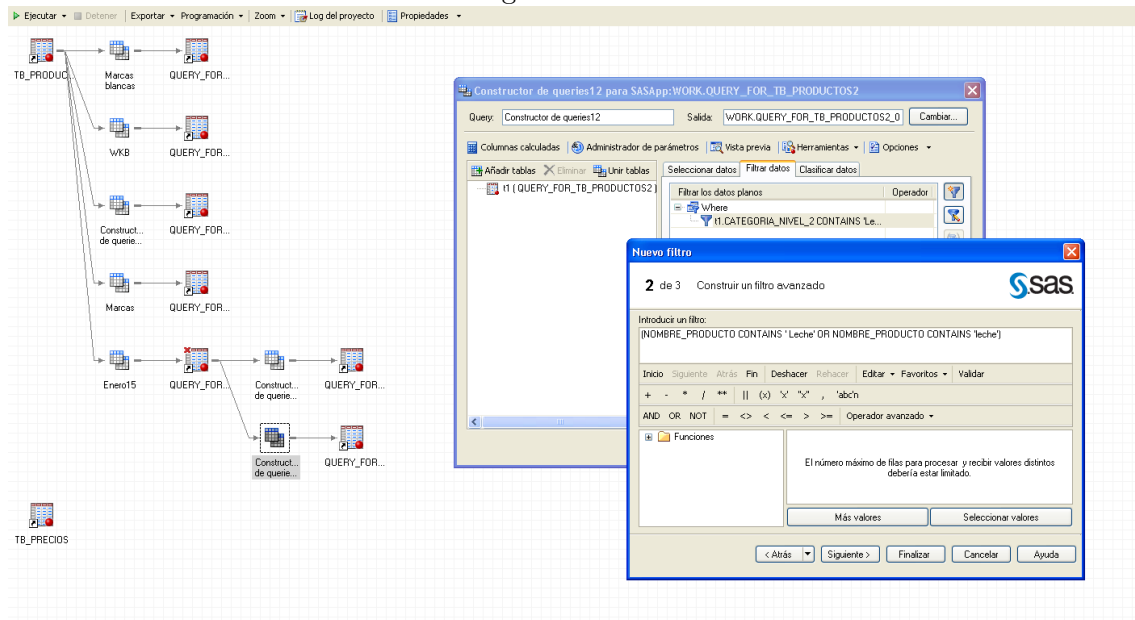 Ejecutar Detener Exportar Programación Zoom Log del proyecto Propiedades
TB_PRODUC
Marcas
blancas
QUERY_FOR...
WKB
QUERY_FOR...
Construct...
de querie...
QUERY_FOR...
Marcas
QUERY_FOR...
Enero15
QUERY_FOR...
Construct...
de querie...
QUERY_FOR...
Construct...
de querie...
QUERY_FOR...
TB_PRECIOS
Constructor de queries12 para SASApp:WORK.QUERY_FOR_TB_PRODUCTOS2
Query: Constructor de queries12 Salida: WORK.QUERY_FOR_TB_PRODUCTOS2_0 Cambiar...
Columnas calculadas Administrador de parámetros Vista previa Herramientas Opciones
Añadir tablas Eliminar Unir tablas
Seleccionar datos Filtrar datos Clasificar datos
t1 ( QUERY_FOR_TB_PRODUCTOS2 )
Filtrar los datos planos Operador
Where
t1.CATEGORIA_NIVEL_2 CONTAINS 'Le...
Nuevo filtro
2 de 3 Construir un filtro avanzado
sas
Introducir un filtro:
(NOMBRE_PRODUCTO CONTAINS ' Leche' OR NOMBRE_PRODUCTO CONTAINS 'leche')
Inicio Siguiente Atrás Fin Deshacer Rehacer Editar Favoritos Validar
+ - * / ** || (x) 'x' "x" , 'abc'n
AND OR NOT = <> < <= > >= Operador avanzado
Funciones
El número máximo de filas para procesar y recibir valores distintos
debería estar limitado.
Más valores Seleccionar valores
< Atrás Siguiente > Finalizar Cancelar Ayuda